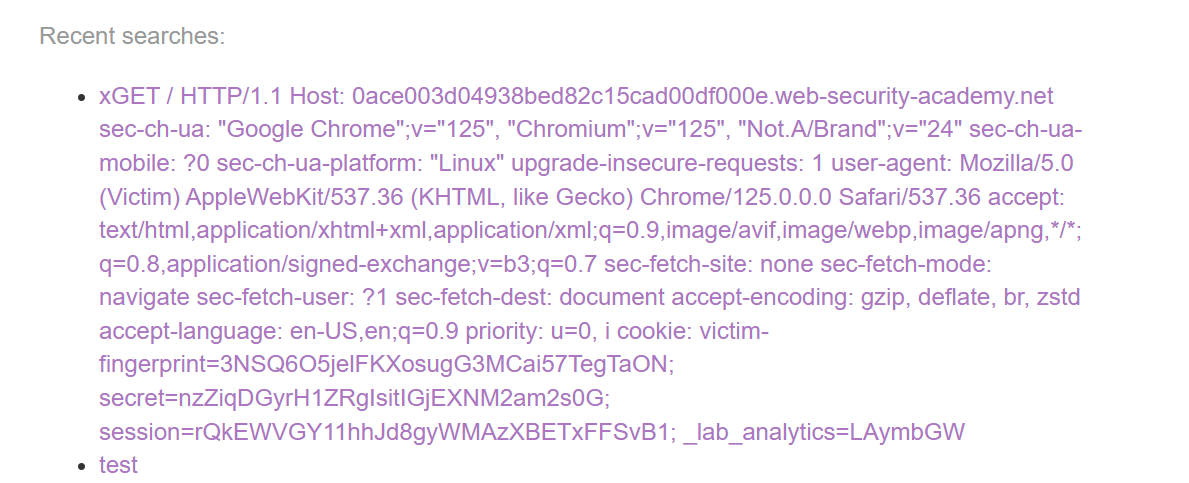 Recent searches:
xGET / HTTP/1.1 Host: 0ace003d04938bed82c15cad00df000e.web-security-academy.net
sec-ch-ua: "Google Chrome";v="125", "Chromium";v="125", "Not.A/Brand";v="24" sec-ch-ua-
mobile: ?0 sec-ch-ua-platform: "Linux" upgrade-insecure-requests: 1 user-agent: Mozilla/5.0
(Victim) AppleWebKit/537.36 (KHTML, like Gecko) Chrome/125.0.0.0 Safari/537.36 accept:
text/html,application/xhtml+xml,application/xml;q=0.9,image/avif,image/webp,image/apng,*/*;
q=0.8,application/signed-exchange;v=b3;q=0.7 sec-fetch-site: none sec-fetch-mode:
navigate sec-fetch-user: ?1 sec-fetch-dest: document accept-encoding: gzip, deflate, br, zstd
accept-language: en-US,en;q=0.9 priority: u=0, i cookie: victim-
fingerprint=3NSQ6O5jelFKXosugG3MCai57TegTaON;
secret=nzZiqDGyrH1ZRgIsitIGjEXNM2am2s0G;
session=rQkEWVGY11hhJd8gyWMAzXBETxFFSvB1; _lab_analytics=LAymbGW
test